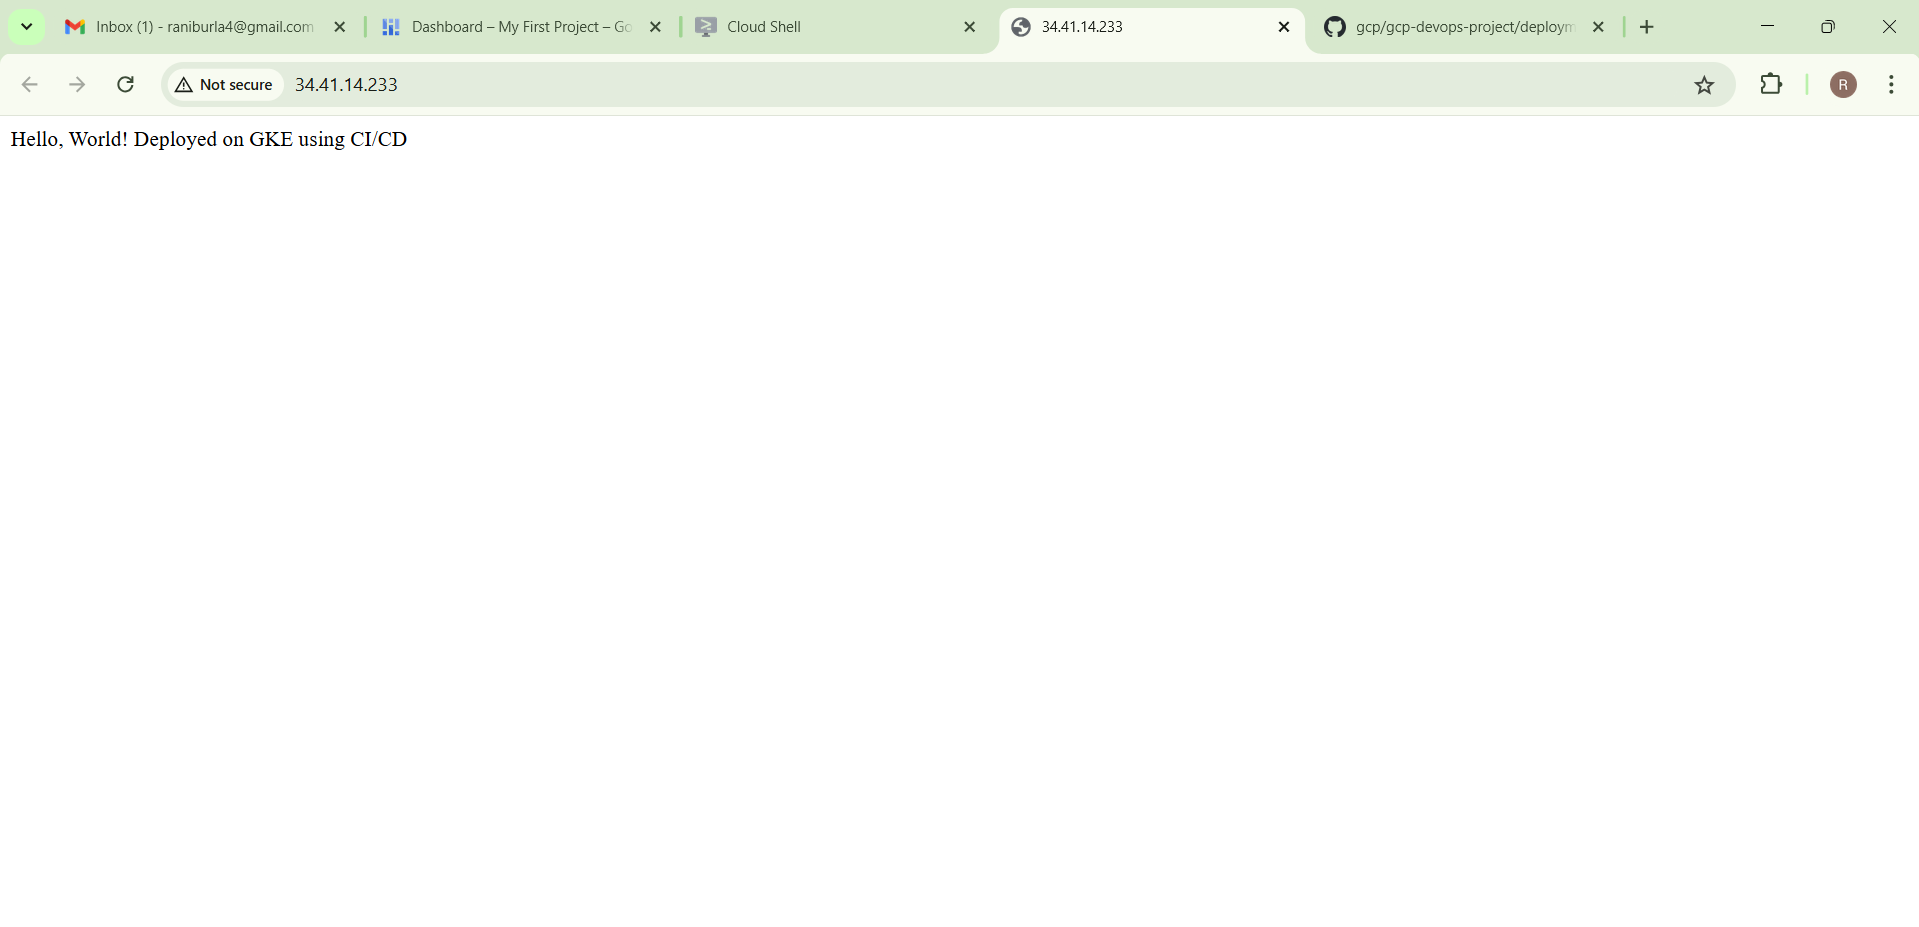 Inbox (1) - raniburla4@gmail.com
Dashboard – My First Project – Go
Cloud Shell
34.41.14.233
gcp/gcp-devops-project/deploym
Not secure
34.41.14.233
R
Hello, World! Deployed on GKE using CI/CD